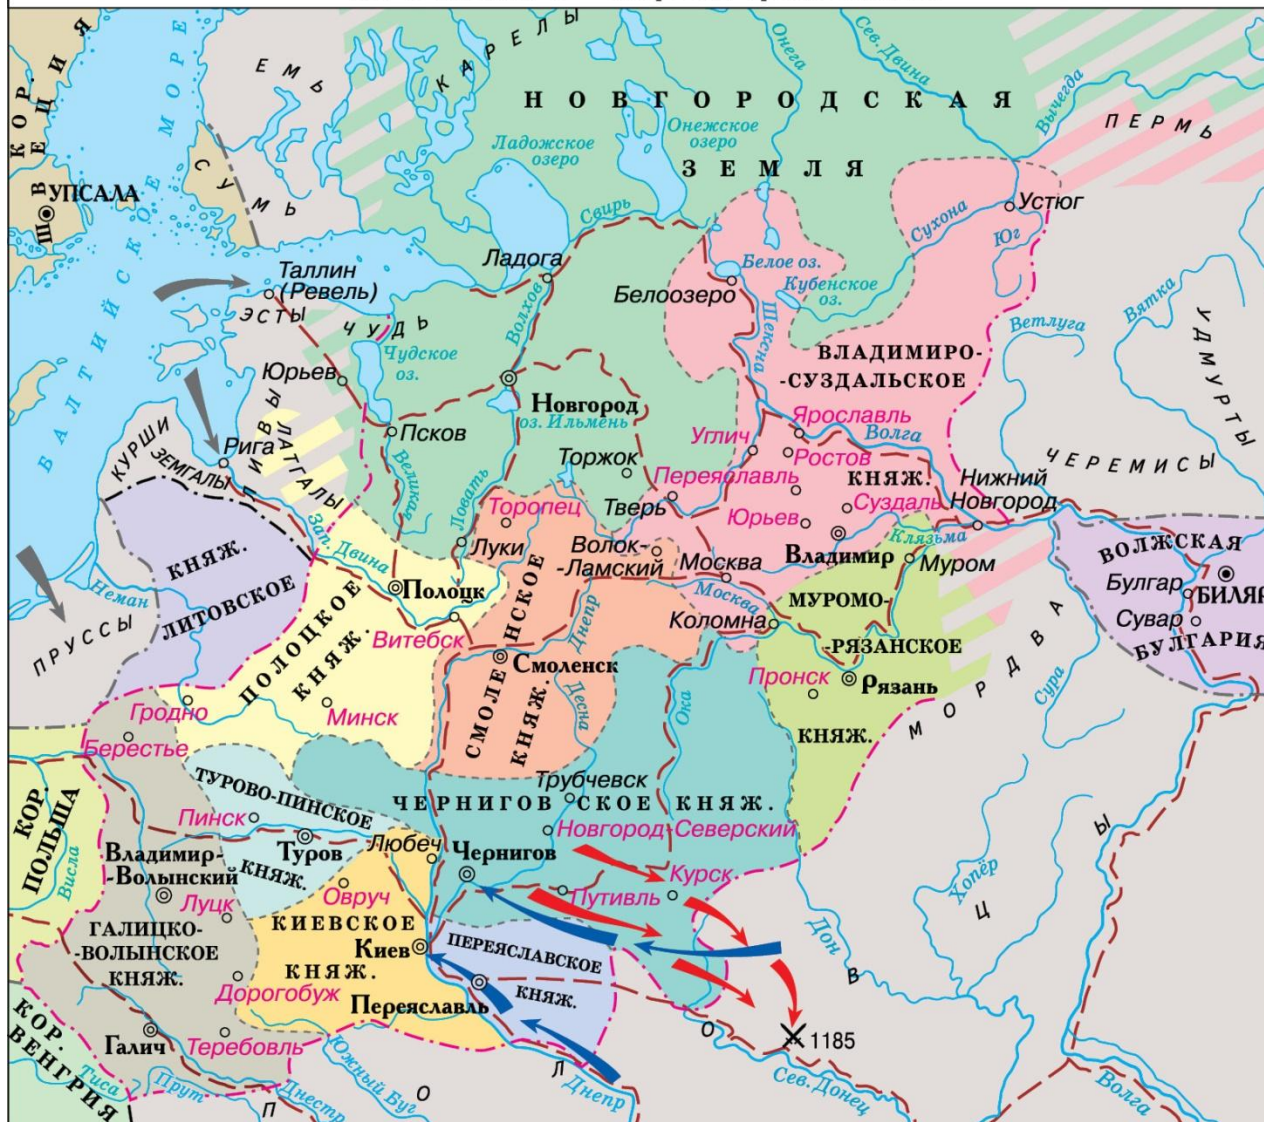 КОР.
ШВЕЦИЯ
УПСАЛА
БАЛТИЙСКОЕ МОРЕ
ЕМЬ
СУМЬ
КАРЕЛЫ
НОВГОРОДСКАЯ
ЗЕМЛЯ
Онега
Сев. Двина
Вычегда
ПЕРМЬ
Ладожское
озеро
Онежское
озеро
Свирь
Сухона
Устюг
Юг
Таллин
(Ревель)
ЭСТЫ
ЧУДЬ
Ладога
Волхов
Белоозеро
Белое оз.
Кубенское
оз.
Шексна
Ветлуга
Вятка
УДМУРТЫ
Чудское
оз.
Юрьев
Новгород
оз. Ильмень
ВЛАДИМИРО-
-СУЗДАЛЬСКОЕ
КНЯЖ.
Ярославль
Волга
Углич
Ростов
Переяславль
Суздаль
Юрьев
Владимир
Нижний
Новгород
ЧЕРЕМИСЫ
КУРШИ
ЗЕМГАЛЫ
ЛИВЫ
ЛАТГАЛЫ
Рига
Псков
Великая
Ловать
Торжок
Тверь
Торопец
Луки
Волок-
-Ламский
Москва
Москва
Коломна
Клязьма
Муром
ВОЛЖСКАЯ
БУЛГАРИЯ
Булгар
БИЛЯР
Сувар
КНЯЖ.
ЛИТОВСКОЕ
Неман
ПРУССЫ
Зап. Двина
Полоцк
Витебск
ПОЛОЦКОЕ
КНЯЖ.
Гродно
Минск
СМОЛЕНСКОЕ
КНЯЖ.
Смоленск
Днепр
Десна
Ока
МУРОМО-
-РЯЗАНСКОЕ
КНЯЖ.
Пронск
Рязань
МОРДВА
Сура
Берестье
КОР.
ПОЛЬША
Висла
ТУРОВО-ПИНСКОЕ
КНЯЖ.
Пинск
Туров
Трубчевск
ЧЕРНИГОВСКОЕ КНЯЖ.
Новгород-Северский
Любеч
Чернигов
Курск
Путивль
Владимир-
-Волынский
Луцк
Овруч
КИЕВСКОЕ
КНЯЖ.
Киев
ПЕРЕЯСЛАВСКОЕ
КНЯЖ.
Переяславль
ГАЛИЦКО-
-ВОЛЫНСКОЕ
КНЯЖ.
Дорогобуж
Галич
Теребовль
КОР.
ВЕНГРИЯ
Тиса
Прут
Днестр
Южный Буг
Днепр
1185
Сев. Донец
Дон
Хопёр
Волга
ПОЛОВЦЫ